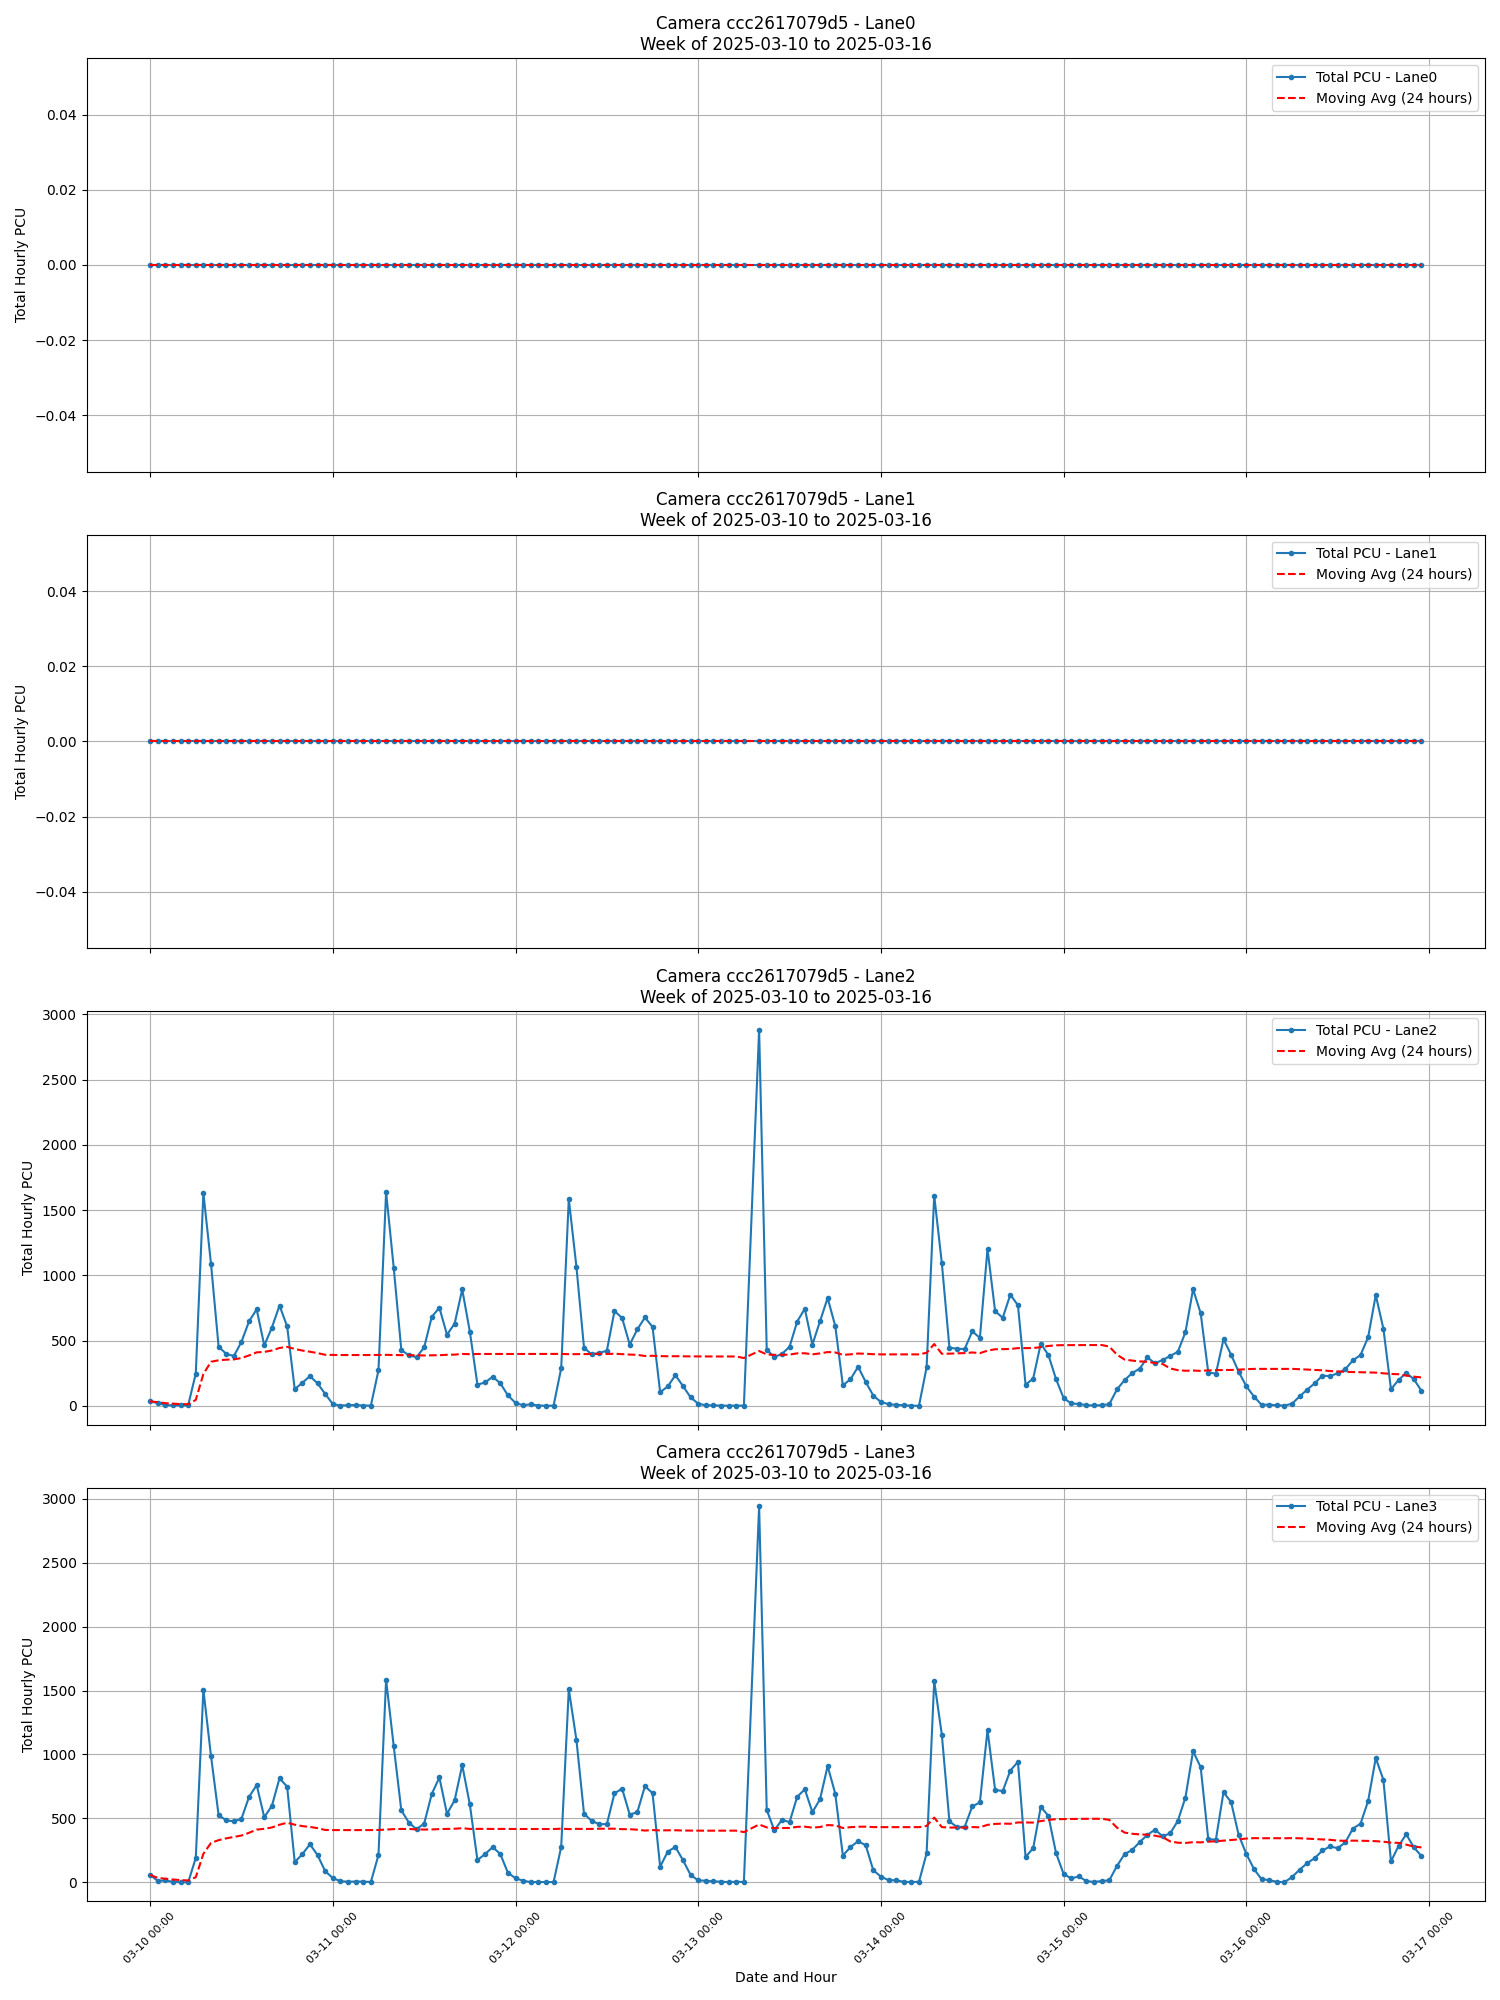 Camera ccc2617079d5 - Lane0
Week of 2025-03-10 to 2025-03-16
Total PCU - Lane0
Moving Avg (24 hours)
Total Hourly PCU
0.04
0.02
0.00
−0.02
−0.04
Camera ccc2617079d5 - Lane1
Week of 2025-03-10 to 2025-03-16
Total PCU - Lane1
Moving Avg (24 hours)
Total Hourly PCU
0.04
0.02
0.00
−0.02
−0.04
Camera ccc2617079d5 - Lane2
Week of 2025-03-10 to 2025-03-16
Total PCU - Lane2
Moving Avg (24 hours)
Total Hourly PCU
3000
2500
2000
1500
1000
500
0
Camera ccc2617079d5 - Lane3
Week of 2025-03-10 to 2025-03-16
Total PCU - Lane3
Moving Avg (24 hours)
Total Hourly PCU
3000
2500
2000
1500
1000
500
0
03-10 00:00
03-11 00:00
03-12 00:00
03-13 00:00
03-14 00:00
03-15 00:00
03-16 00:00
03-17 00:00
Date and Hour